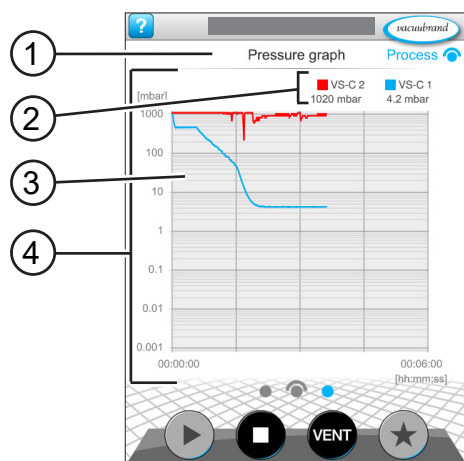 ?
vacuubrand
1
Pressure graph
Process
VS-C 2
VS-C 1
1020 mbar
4.2 mbar
2
[mbar]
1000
100
3
10
4
1
0.1
0.01
0.001
00:00:00
00:06:00
[hh:mm:ss]
VENT